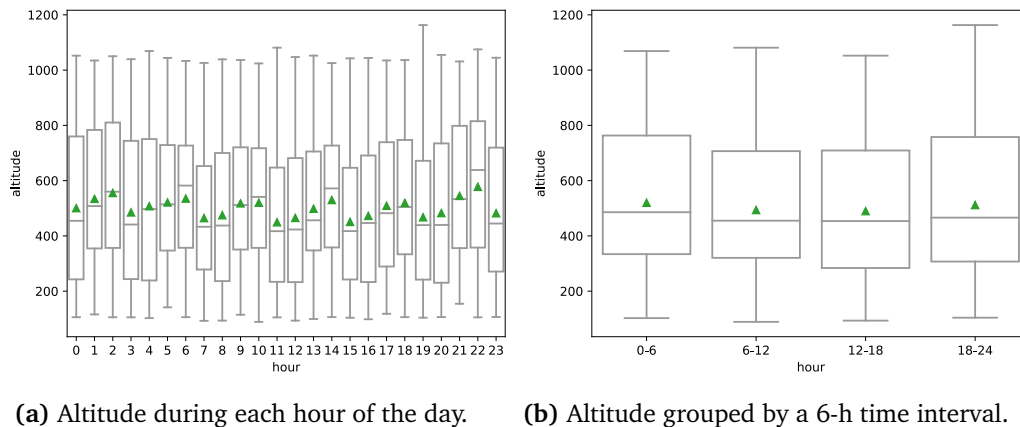 1200
1000
800
600
400
200
altitude
0 1 2 3 4 5 6 7 8 9 10 11 12 13 14 15 16 17 18 19 20 21 22 23
hour
(a) Altitude during each hour of the day.
1200
1000
800
600
400
200
altitude
0-6 6-12 12-18 18-24
hour
(b) Altitude grouped by a 6-h time interval.